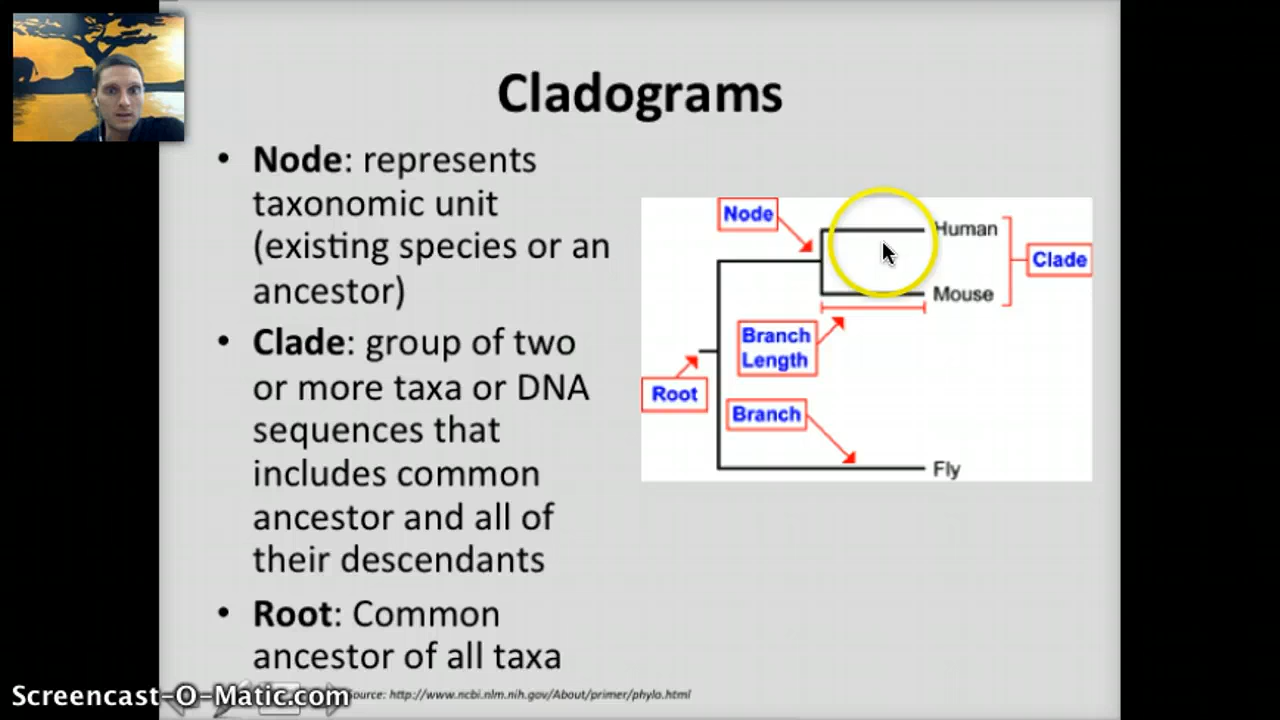 Cladograms
• Node: represents
taxonomic unit
(existing species or an
ancestor)
• Clade: group of two
or more taxa or DNA
sequences that
includes common
ancestor and all of
their descendants
• Root: Common
ancestor of all taxa
Node
Human
Clade
Mouse
Branch
Length
Root
Branch
Fly
Source: http://www.ncbi.nlm.nih.gov/About/primer/phylo.html
Screencast-O-Matic.com